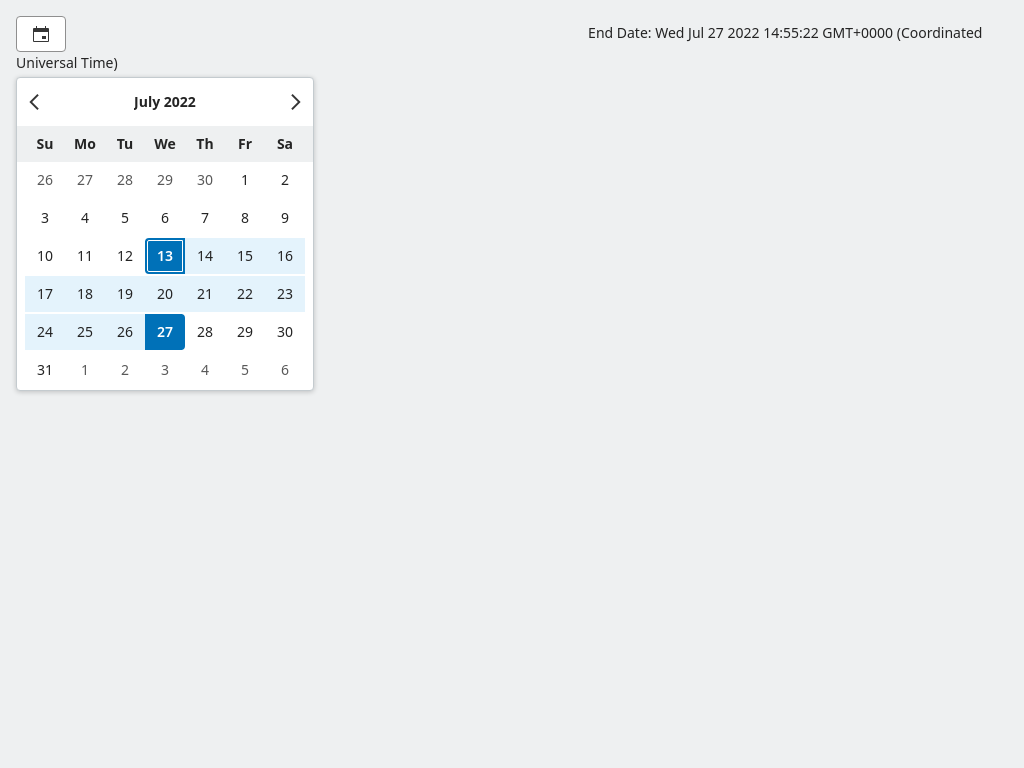 End Date: Wed Jul 27 2022 14:55:22 GMT+0000 (Coordinated
Universal Time)
July 2022
Su Mo Tu We Th Fr Sa
26 27 28 29 30 1 2
3 4 5 6 7 8 9
10 11 12 13 14 15 16
17 18 19 20 21 22 23
24 25 26 27 28 29 30
31 1 2 3 4 5 6